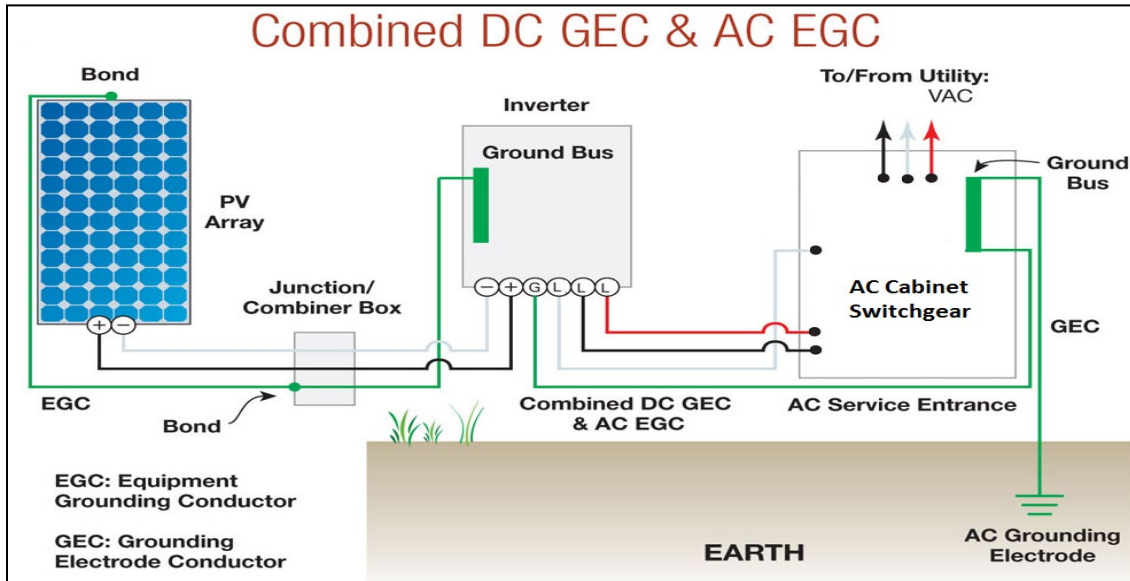 Combined DC GEC & AC EGC
Bond
PV
Array
Inverter
Ground Bus
To/From Utility:
VAC
Ground
Bus
Junction/
Combiner Box
+ −
− + G L L L
AC Cabinet
Switchgear
GEC
EGC
Bond
Combined DC GEC
& AC EGC
AC Service Entrance
EGC: Equipment
Grounding Conductor
GEC: Grounding
Electrode Conductor
EARTH
AC Grounding
Electrode